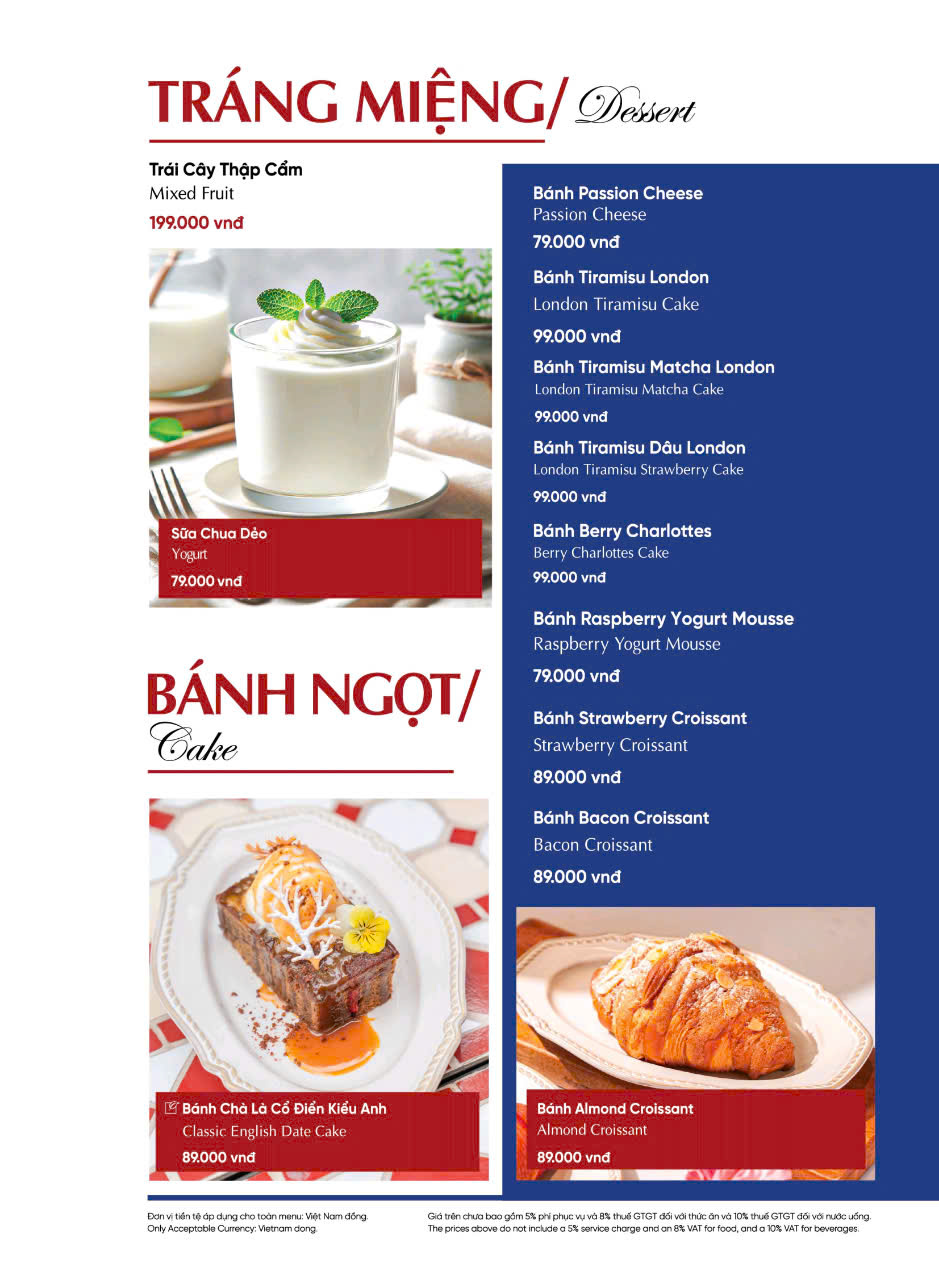 TRÁNG MIỆNG/ Dessert
Trái Cây Thập Cẩm
Mixed Fruit
199.000 vnđ
Sữa Chua Dẻo
Yogurt
79.000 vnđ
BÁNH NGỌT/
Cake
Bánh Chà Là Cổ Điển Kiểu Anh
Classic English Date Cake
89.000 vnđ
Bánh Passion Cheese
Passion Cheese
79.000 vnđ
Bánh Tiramisu London
London Tiramisu Cake
99.000 vnđ
Bánh Tiramisu Matcha London
London Tiramisu Matcha Cake
99.000 vnđ
Bánh Tiramisu Dâu London
London Tiramisu Strawberry Cake
99.000 vnđ
Bánh Berry Charlottes
Berry Charlottes Cake
99.000 vnđ
Bánh Raspberry Yogurt Mousse
Raspberry Yogurt Mousse
79.000 vnđ
Bánh Strawberry Croissant
Strawberry Croissant
89.000 vnđ
Bánh Bacon Croissant
Bacon Croissant
89.000 vnđ
Bánh Almond Croissant
Almond Croissant
89.000 vnđ
Đơn vị tiền tệ áp dụng cho toàn menu: Việt Nam đồng.
Only Acceptable Currency: Vietnam dong.
Giá trên chưa bao gồm 5% phí phục vụ và 8% thuế GTGT đối với thức ăn và 10% thuế GTGT đối với nước uống.
The prices above do not include a 5% service charge and an 8% VAT for food, and a 10% VAT for beverages.